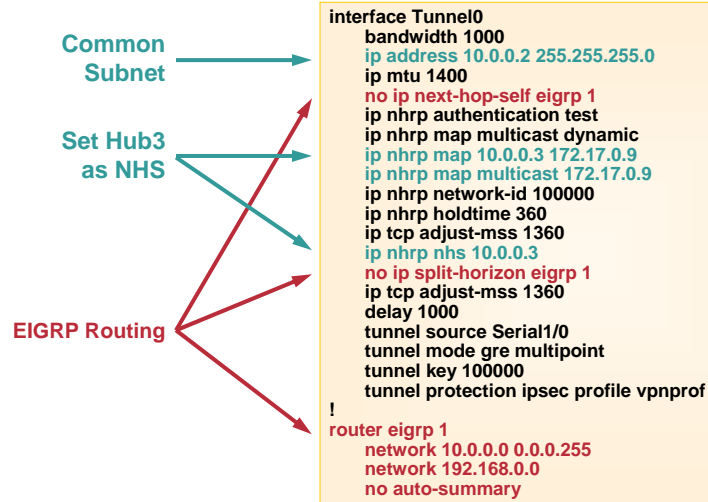 Common
Subnet
Set Hub3
as NHS
EIGRP Routing
interface Tunnel0
bandwidth 1000
ip address 10.0.0.2 255.255.255.0
ip mtu 1400
no ip next-hop-self eigrp 1
ip nhrp authentication test
ip nhrp map multicast dynamic
ip nhrp map 10.0.0.3 172.17.0.9
ip nhrp map multicast 172.17.0.9
ip nhrp network-id 100000
ip nhrp holdtime 360
ip tcp adjust-mss 1360
ip nhrp nhs 10.0.0.3
no ip split-horizon eigrp 1
ip tcp adjust-mss 1360
delay 1000
tunnel source Serial1/0
tunnel mode gre multipoint
tunnel key 100000
tunnel protection ipsec profile vpnprof
!
router eigrp 1
network 10.0.0.0 0.0.0.255
network 192.168.0.0
no auto-summary